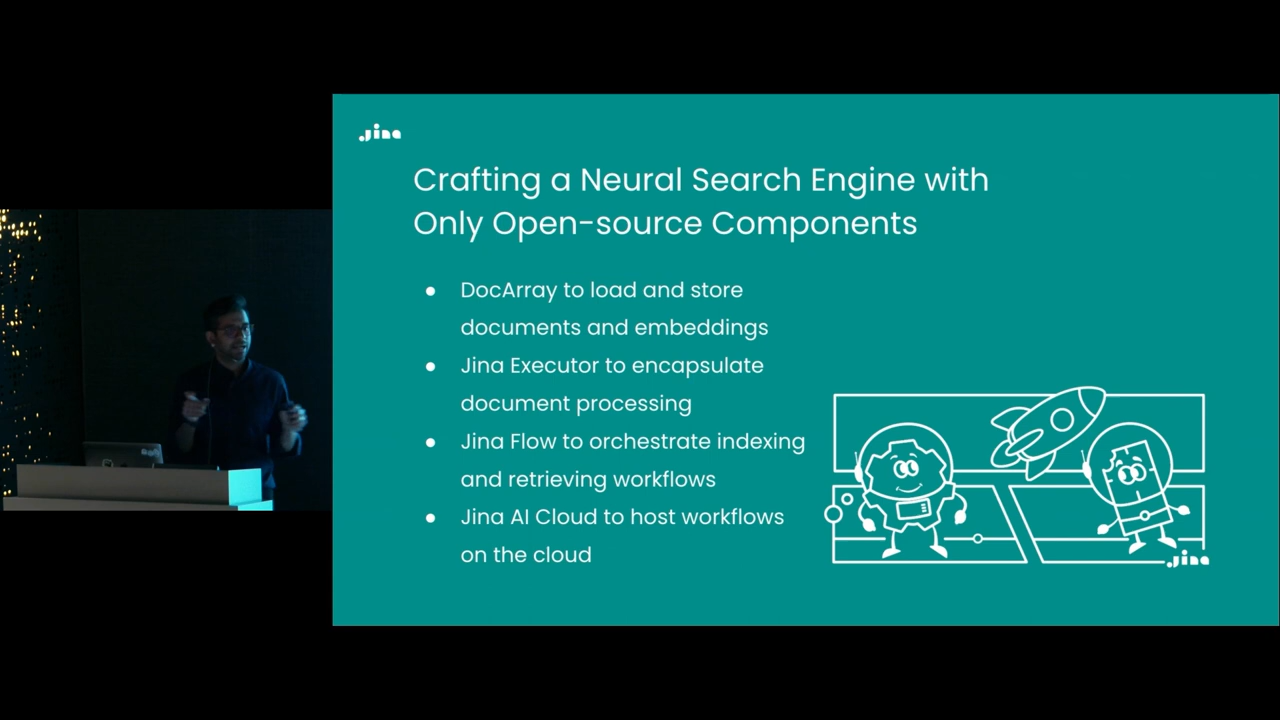 Jina
Crafting a Neural Search Engine with
Only Open-source Components
● DocArray to load and store
documents and embeddings
● Jina Executor to encapsulate
document processing
● Jina Flow to orchestrate indexing
and retrieving workflows
● Jina AI Cloud to host workflows
on the cloud
Jina